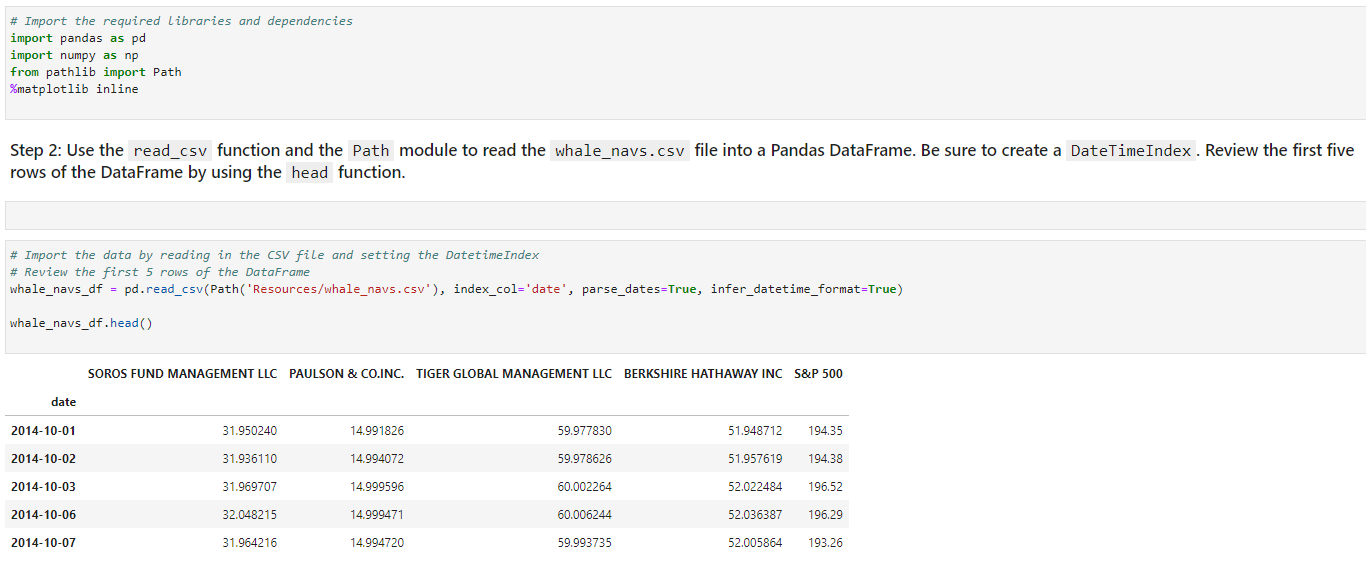 # Import the required libraries and dependencies
import pandas as pd
import numpy as np
from pathlib import Path
%matplotlib inline
Step 2: Use the read_csv function and the Path module to read the whale_navs.csv file into a Pandas DataFrame. Be sure to create a DateTimeIndex. Review the first five
rows of the DataFrame by using the head function.
# Import the data by reading in the CSV file and setting the DatetimeIndex
# Review the first 5 rows of the DataFrame
whale_navs_df = pd.read_csv(Path('Resources/whale_navs.csv'), index_col='date', parse_dates=True, infer_datetime_format=True)
whale_navs_df.head()
SOROS FUND MANAGEMENT LLC PAULSON & CO.INC. TIGER GLOBAL MANAGEMENT LLC BERKSHIRE HATHAWAY INC S&P 500
date
2014-10-01 31.950240 14.991826 59.977830 51.948712 194.35
2014-10-02 31.936110 14.994072 59.978626 51.957619 194.38
2014-10-03 31.969707 14.999596 60.002264 52.022484 196.52
2014-10-06 32.048215 14.999471 60.006244 52.036387 196.29
2014-10-07 31.964216 14.994720 59.993735 52.005864 193.26